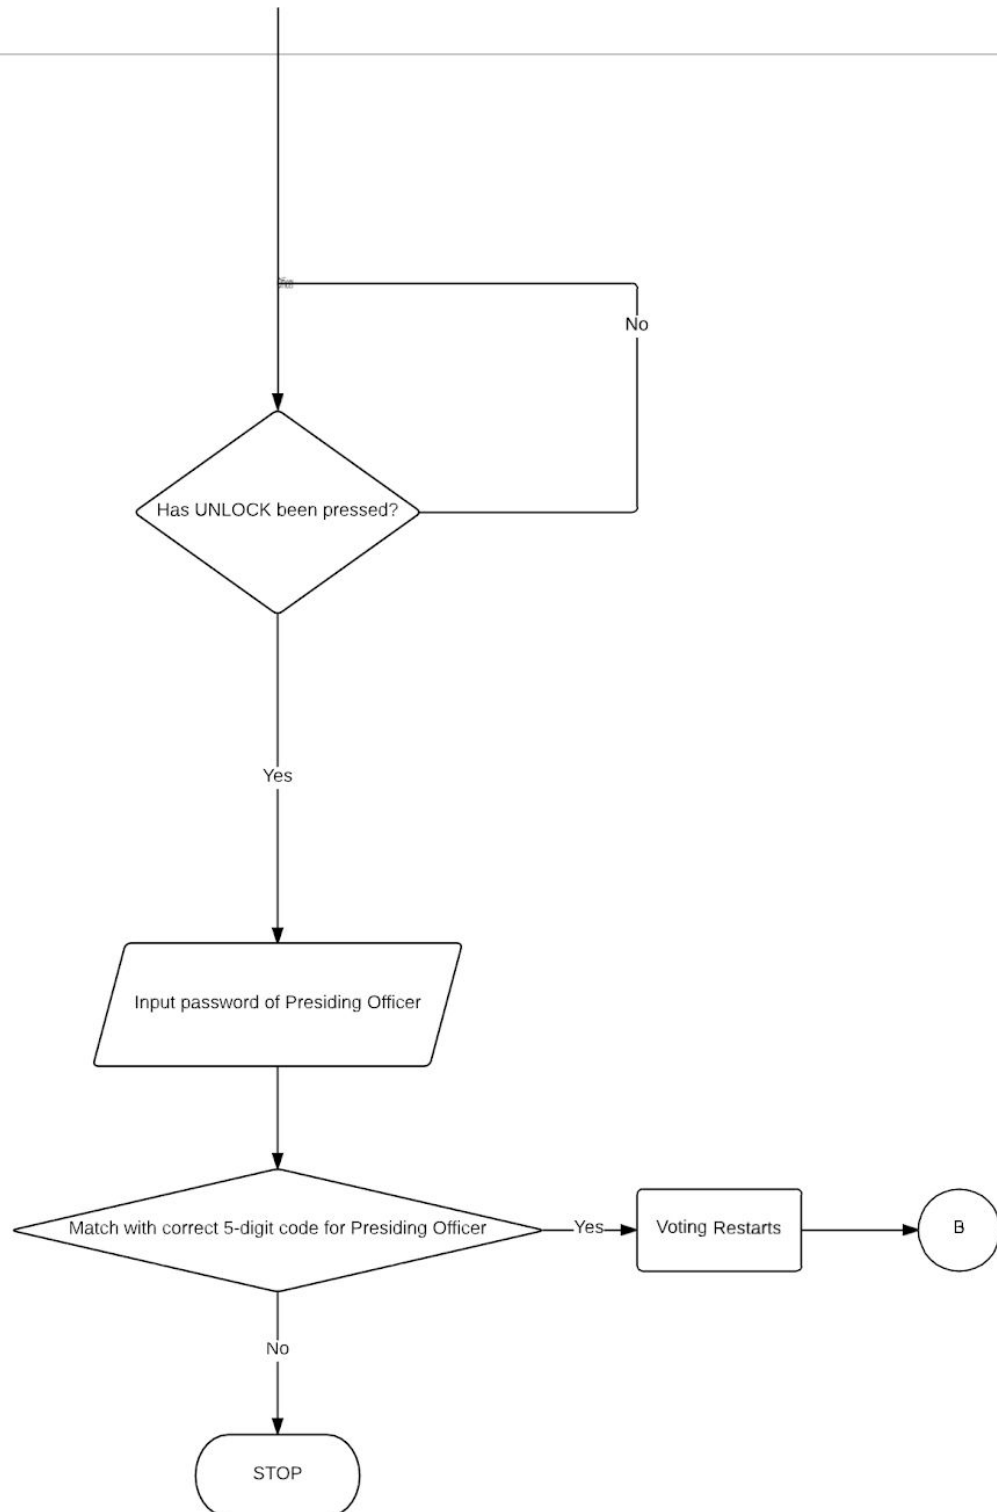 No
Has UNLOCK been pressed?
Yes
Input password of Presiding Officer
Match with correct 5-digit code for Presiding Officer
Yes
Voting Restarts
B
No
STOP